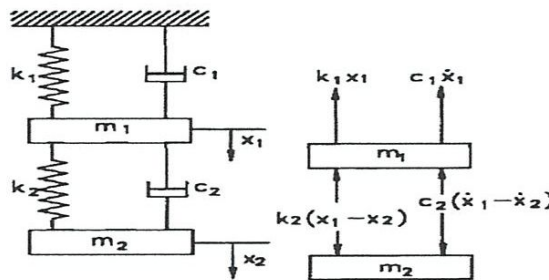 k₁
c₁
m₁
x₁
k₂
c₂
m₂
x₂
k₁x₁
c₁ẋ₁
m₁
k₂(x₁−x₂)
c₂(ẋ₁−ẋ₂)
m₂